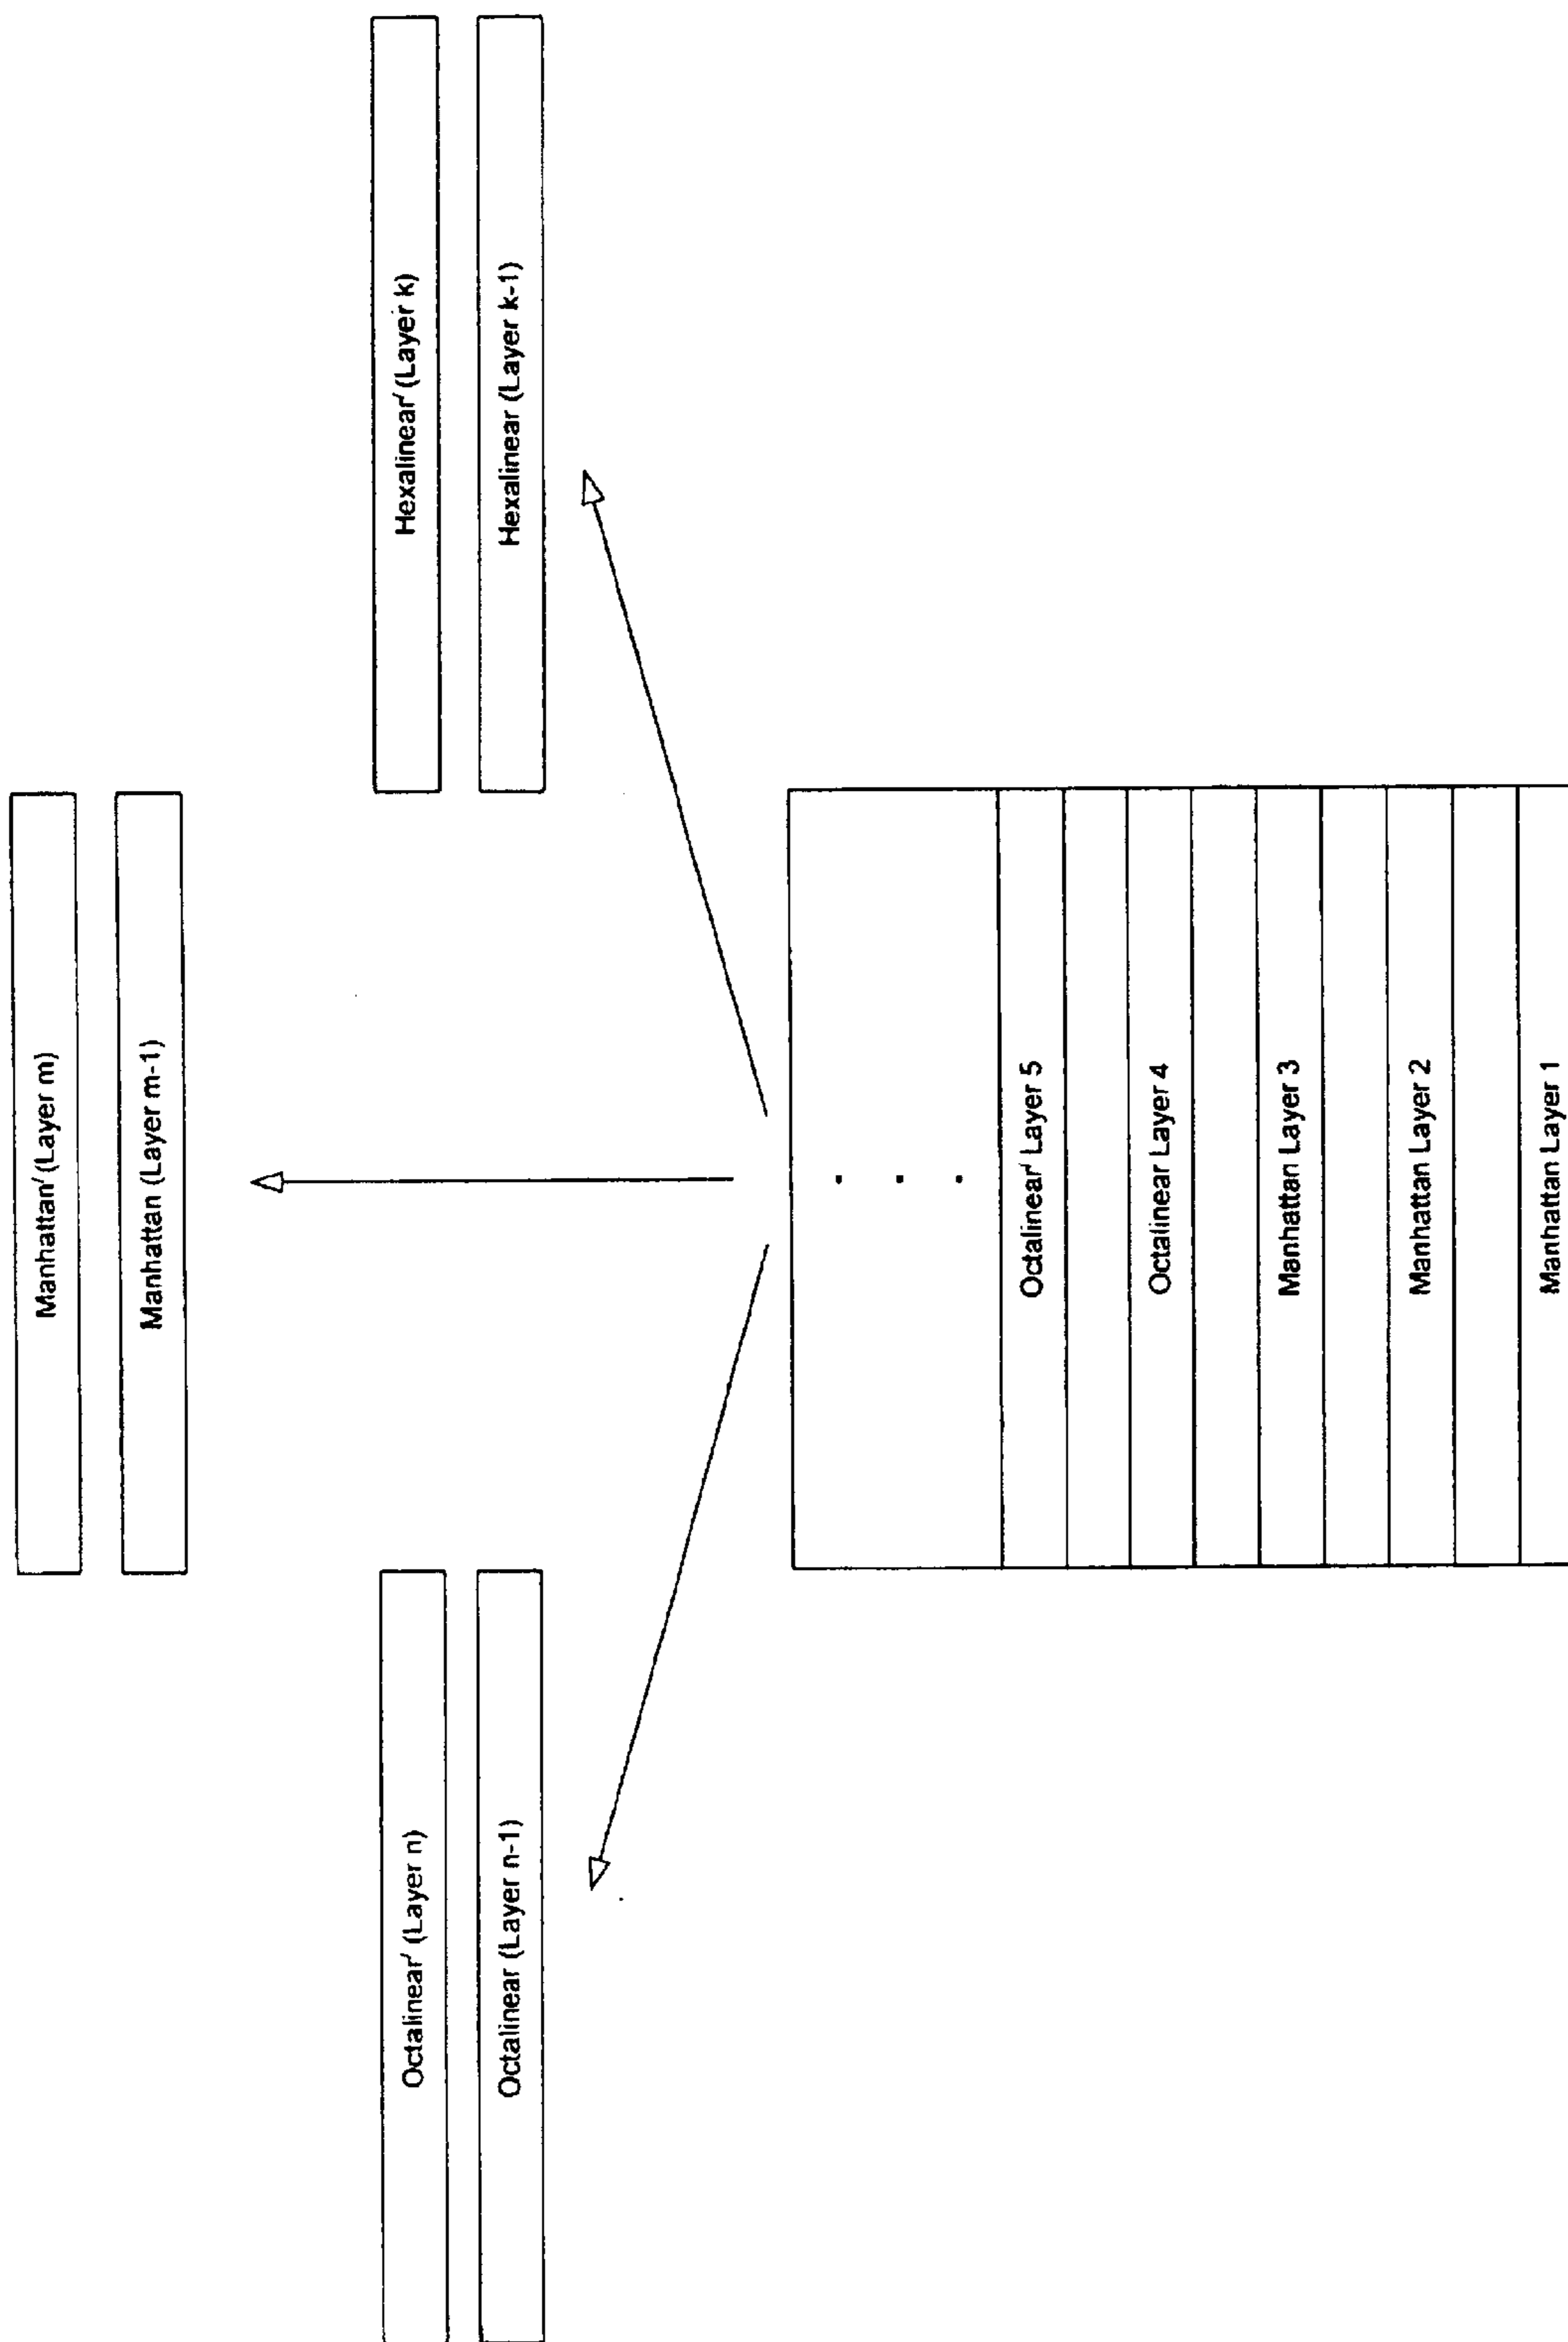 Manhattan' (Layer m)
Manhattan (Layer m-1)
Octalinear' (Layer n)
Hexalinear' (Layer k)
Octalinear (Layer n-1)
Hexalinear (Layer k-1)
Octalinear' Layer 5
Octalinear Layer 4
Manhattan Layer 3
Manhattan Layer 2
Manhattan Layer 1